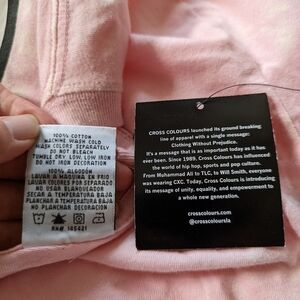 100% COTTON
MACHINE WASH COLD
WASH COLORS SEPARATELY
DO NOT BLEACH
TUMBLE DRY LOW, LOW IRON
DO NOT IRON DECORATION
100% ALGODÓN
LAVAR A MAQUINA EN FRIO
LAVAR COLORES POR SEPARADO
NO USAR BLANQUEADOR
SECAR A TEMPERATURA BAJA
PLANCHAR A TEMPERATURA BAJA
NO PLANCHAR DECORACION
RN# 165421
CROSS COLOURS launched its ground breaking
line of apparel with a single message:
Clothing Without Prejudice.
It's a message that is as important today as it has
ever been. Since 1989, Cross Colours has influenced
the world of hip hop, sports and pop culture.
From Muhammad Ali to TLC, to Will Smith, everyone
was wearing CXC. Today, Cross Colours is introducing
its message of unity, equality, and empowerment to
a whole new generation.
crosscolours.com
@crosscoloursla